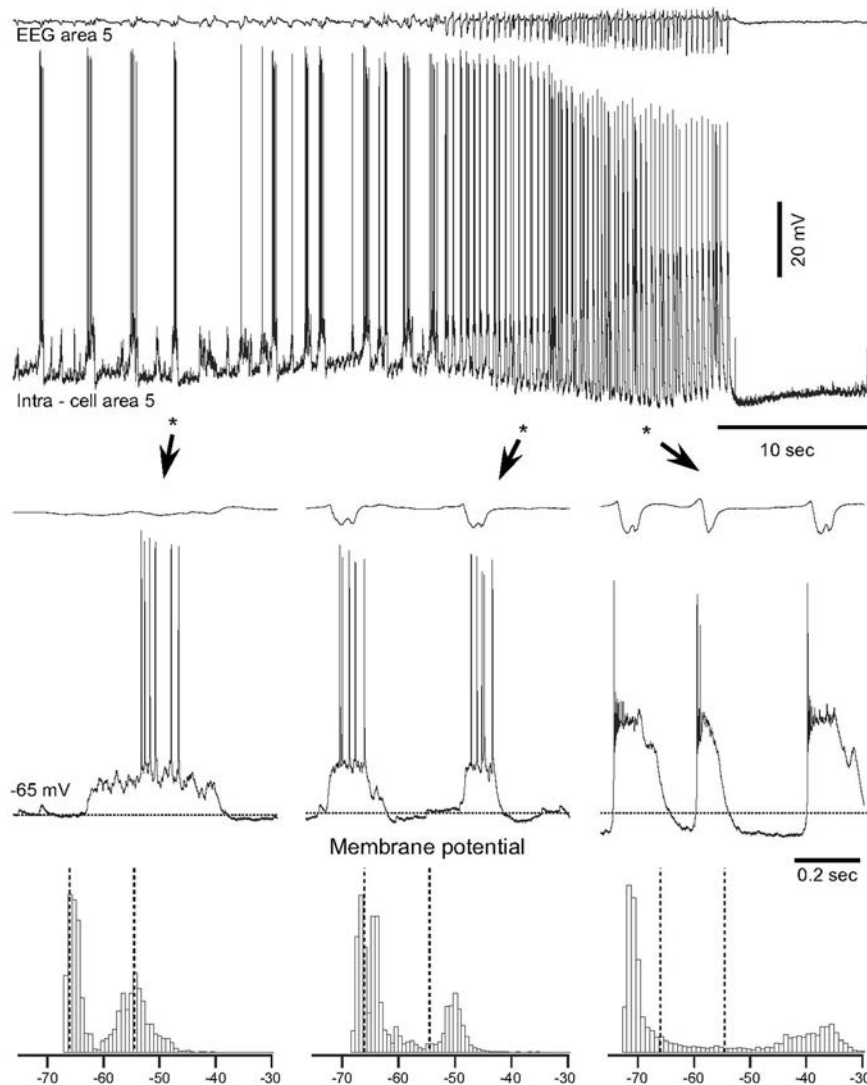 EEG area 5
20 mV
Intra - cell area 5
*
*
*
10 sec
-65 mV
Membrane potential
0.2 sec
-70 -60 -50 -40 -30
-70 -60 -50 -40 -30
-70 -60 -50 -40 -30